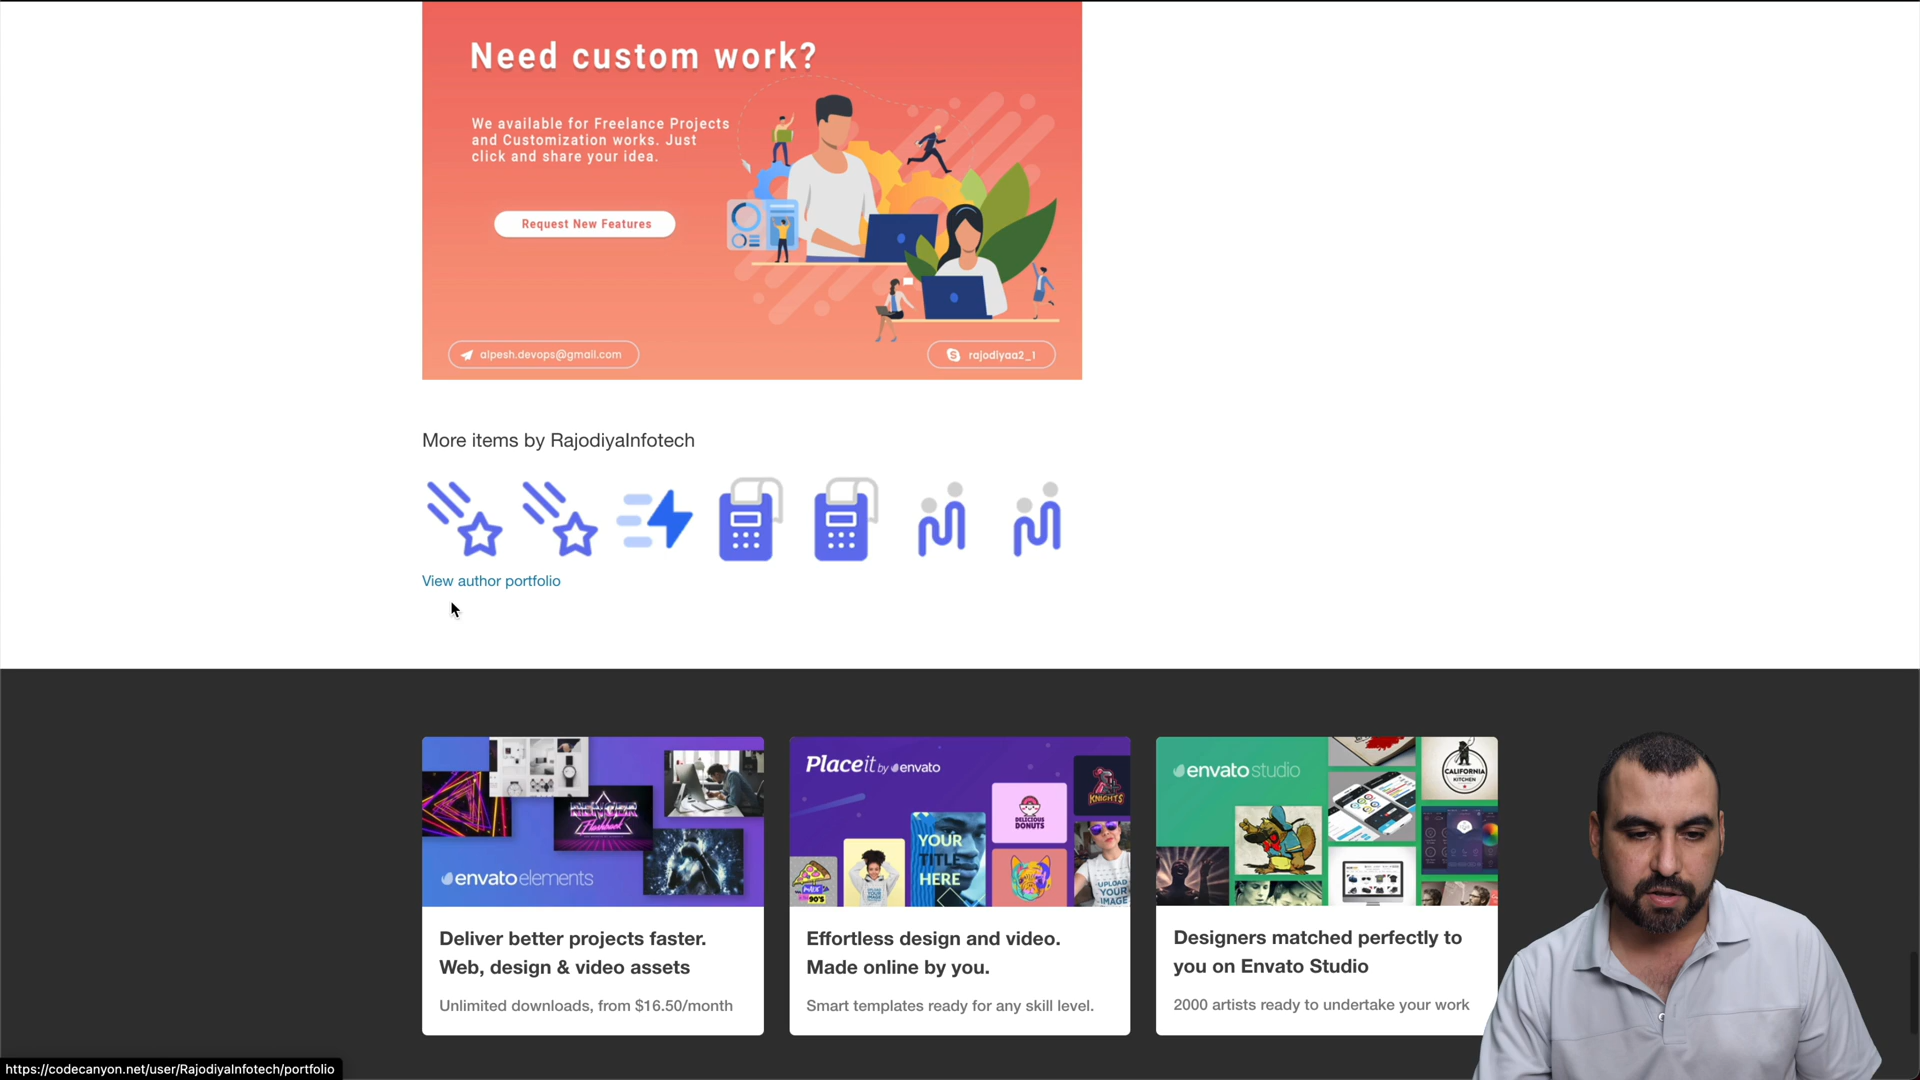 Need custom work?
We available for Freelance Projects
and Customization works. Just
click and share your idea.
Request New Features
alpesh.devops@gmail.com
rajodiyaa2_1
More items by RajodiyaInfotech
View author portfolio
envato elements
Deliver better projects faster.
Web, design & video assets
Unlimited downloads, from $16.50/month
Placeit by envato
KNIGHTS
DELICIOUS
DONUTS
YOUR
TITLE
HERE
90'S
UPLOAD
YOUR
IMAGE
Effortless design and video.
Made online by you.
Smart templates ready for any skill level.
envato studio
CALIFORNIA
KITCHEN
Designers matched perfectly to
you on Envato Studio
2000 artists ready to undertake your work
https://codecanyon.net/user/RajodiyaInfotech/portfolio